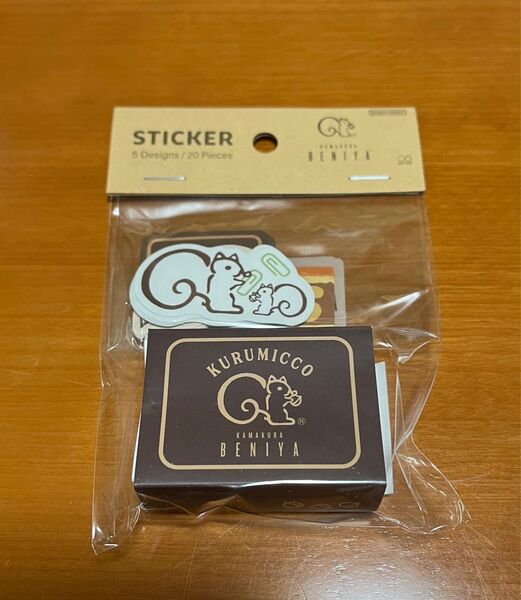 STICKER
5 Designs / 20 Pieces
KAMAKURA
BENIYA
KURUMICCO
®
KAMAKURA
BENIYA